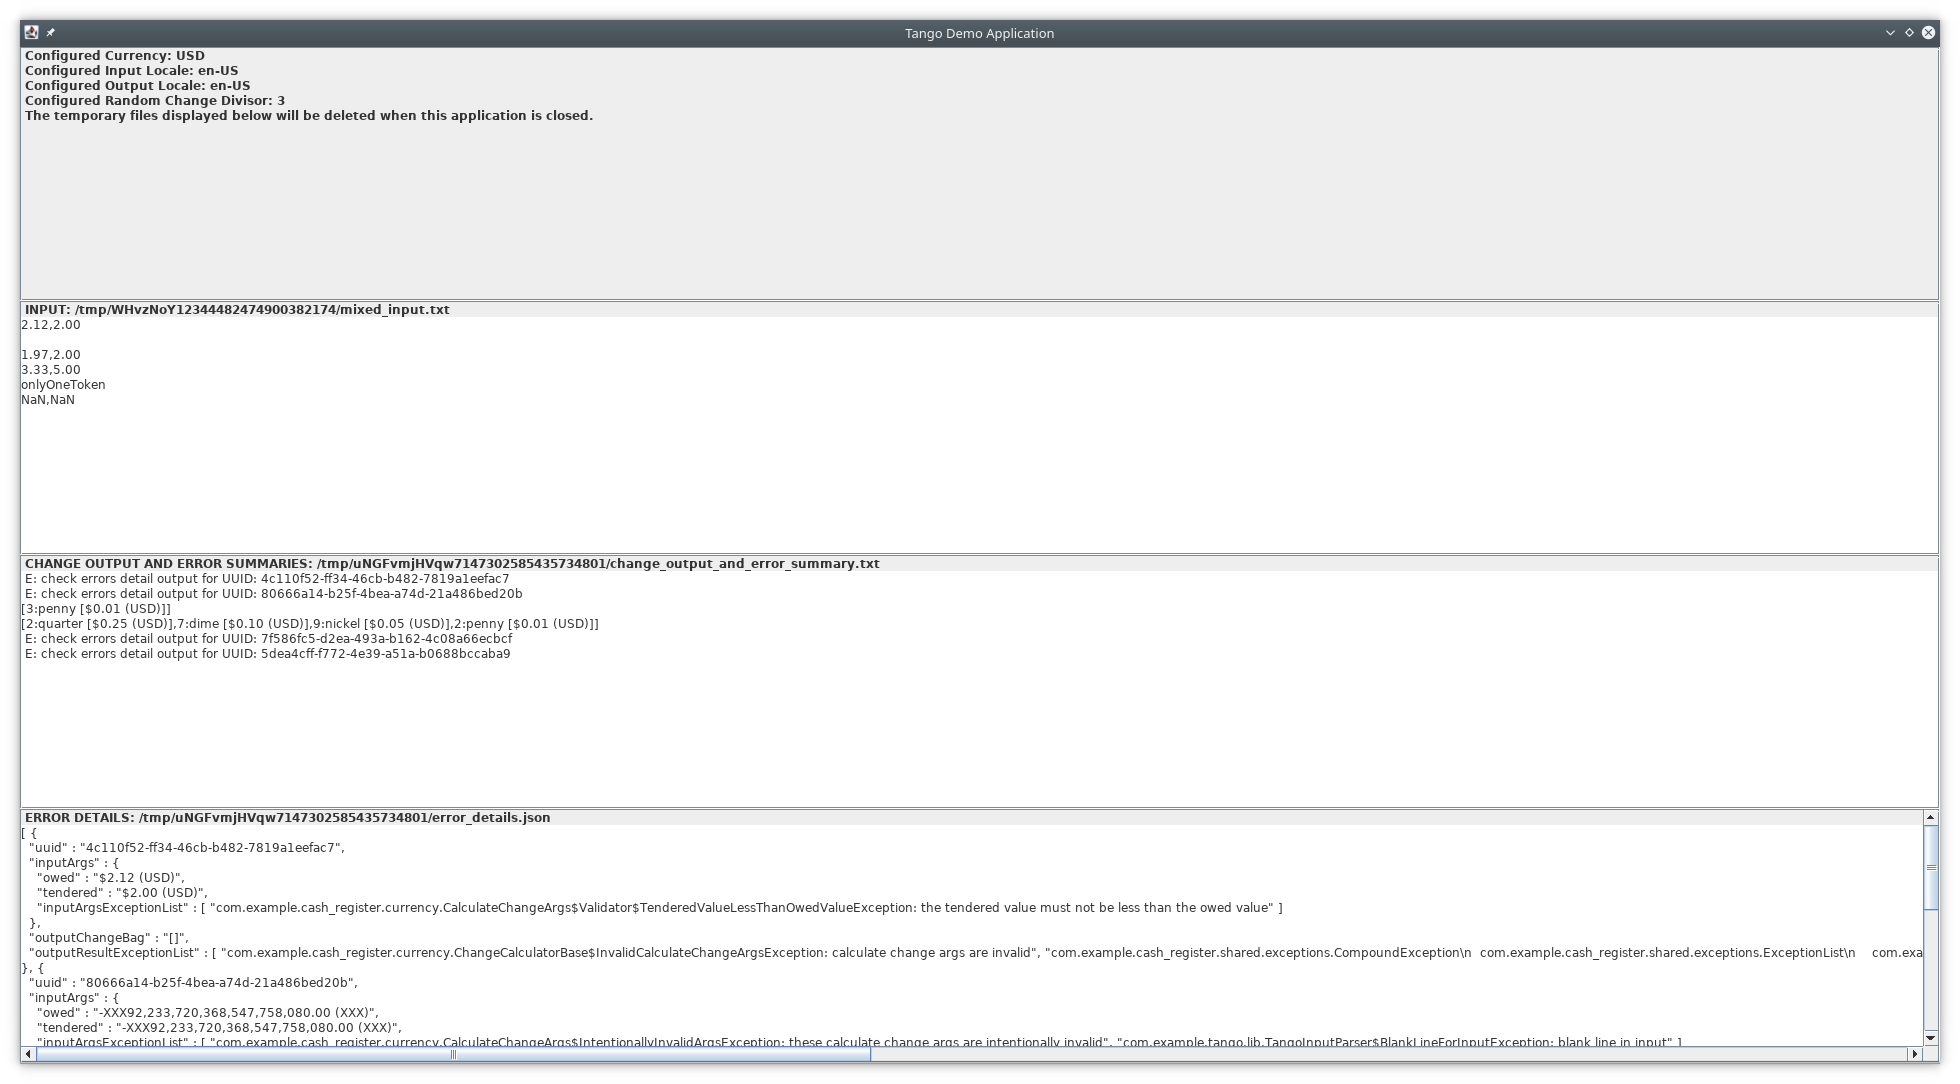 Tango Demo Application
Configured Currency: USD
Configured Input Locale: en-US
Configured Output Locale: en-US
Configured Random Change Divisor: 3
The temporary files displayed below will be deleted when this application is closed.
INPUT: /tmp/WHvzNoY12344482474900382174/mixed_input.txt
2.12,2.00
1.97,2.00
3.33,5.00
onlyOneToken
NaN,NaN
CHANGE OUTPUT AND ERROR SUMMARIES: /tmp/uNGFvmjHVqw7147302585435734801/change_output_and_error_summary.txt
E: check errors detail output for UUID: 4c110f52-ff34-46cb-b482-7819a1eefac7
E: check errors detail output for UUID: 80666a14-b25f-4bea-a74d-21a486bed20b
[3:penny [$0.01 (USD)]]
[2:quarter [$0.25 (USD)],7:dime [$0.10 (USD)],9:nickel [$0.05 (USD)],2:penny [$0.01 (USD)]]
E: check errors detail output for UUID: 7f586fc5-d2ea-493a-b162-4c08a66ecbcf
E: check errors detail output for UUID: 5dea4cff-f772-4e39-a51a-b0688bccaba9
ERROR DETAILS: /tmp/uNGFvmjHVqw7147302585435734801/error_details.json
[ {
"uuid" : "4c110f52-ff34-46cb-b482-7819a1eefac7",
"inputArgs" : {
"owed" : "$2.12 (USD)",
"tendered" : "$2.00 (USD)",
"inputArgsExceptionList" : [ "com.example.cash_register.currency.CalculateChangeArgs$Validator$TenderedValueLessThanOwedValueException: the tendered value must not be less than the owed value" ]
},
"outputChangeBag" : "[]",
"outputResultExceptionList" : [ "com.example.cash_register.currency.ChangeCalculatorBase$InvalidCalculateChangeArgsException: calculate change args are invalid", "com.example.cash_register.shared.exceptions.CompoundException\n com.example.cash_register.shared.exceptions.ExceptionList\n com.exa
}, {
"uuid" : "80666a14-b25f-4bea-a74d-21a486bed20b",
"inputArgs" : {
"owed" : "-XXX92,233,720,368,547,758,080.00 (XXX)",
"tendered" : "-XXX92,233,720,368,547,758,080.00 (XXX)",
"inputArgsExceptionList" : [ "com.example.cash_register.currency.CalculateChangeArgs$IntentionallyInvalidArgsException: these calculate change args are intentionally invalid", "com.example.tango.lib.TangoInputParser$BlankLineForInputException: blank line in input" ]